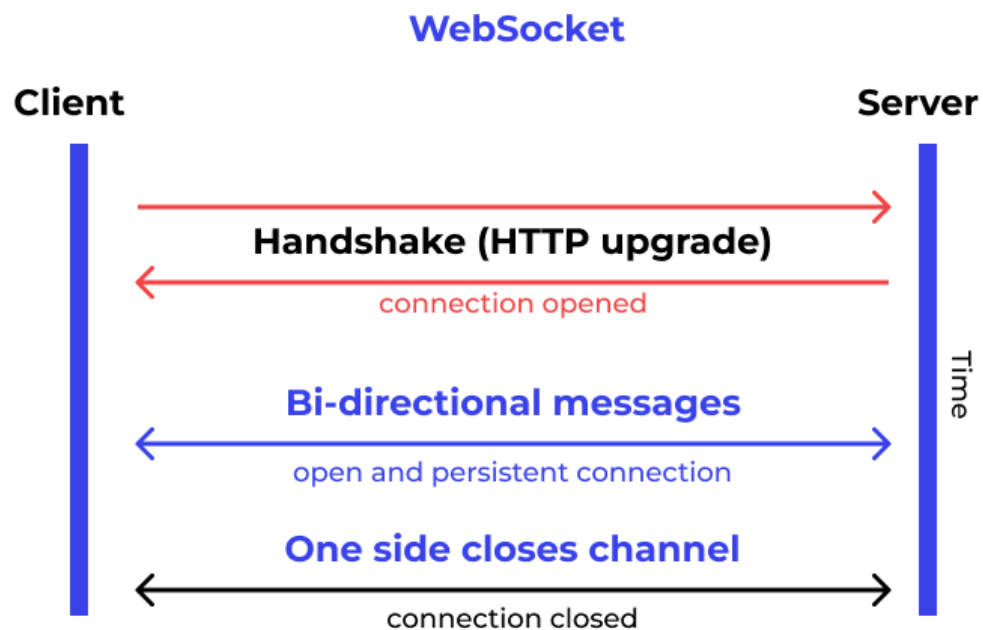 WebSocket
Client
Server
Handshake (HTTP upgrade)
connection opened
Time
Bi-directional messages
open and persistent connection
One side closes channel
connection closed